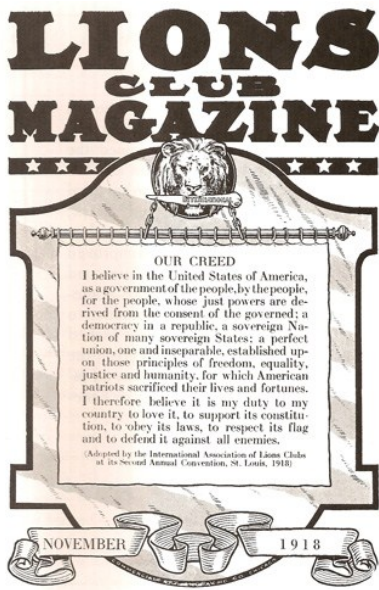 LIONS
CLUB
MAGAZINE
INTERNATIONAL
OUR CREED
I believe in the United States of America,
as a government of the people, by the people,
for the people, whose just powers are de-
rived from the consent of the governed; a
democracy in a republic, a sovereign Na-
tion of many sovereign States; a perfect
union, one and inseparable, established up-
on those principles of freedom, equality,
justice and humanity, for which American
patriots sacrificed their lives and fortunes.
I therefore believe it is my duty to my
country to love it, to support its constitu-
tion, to obey its laws, to respect its flag
and to defend it against all enemies.
(Adopted by the International Association of Lions Clubs
at its Second Annual Convention, St. Louis, 1918)
NOVEMBER 1918